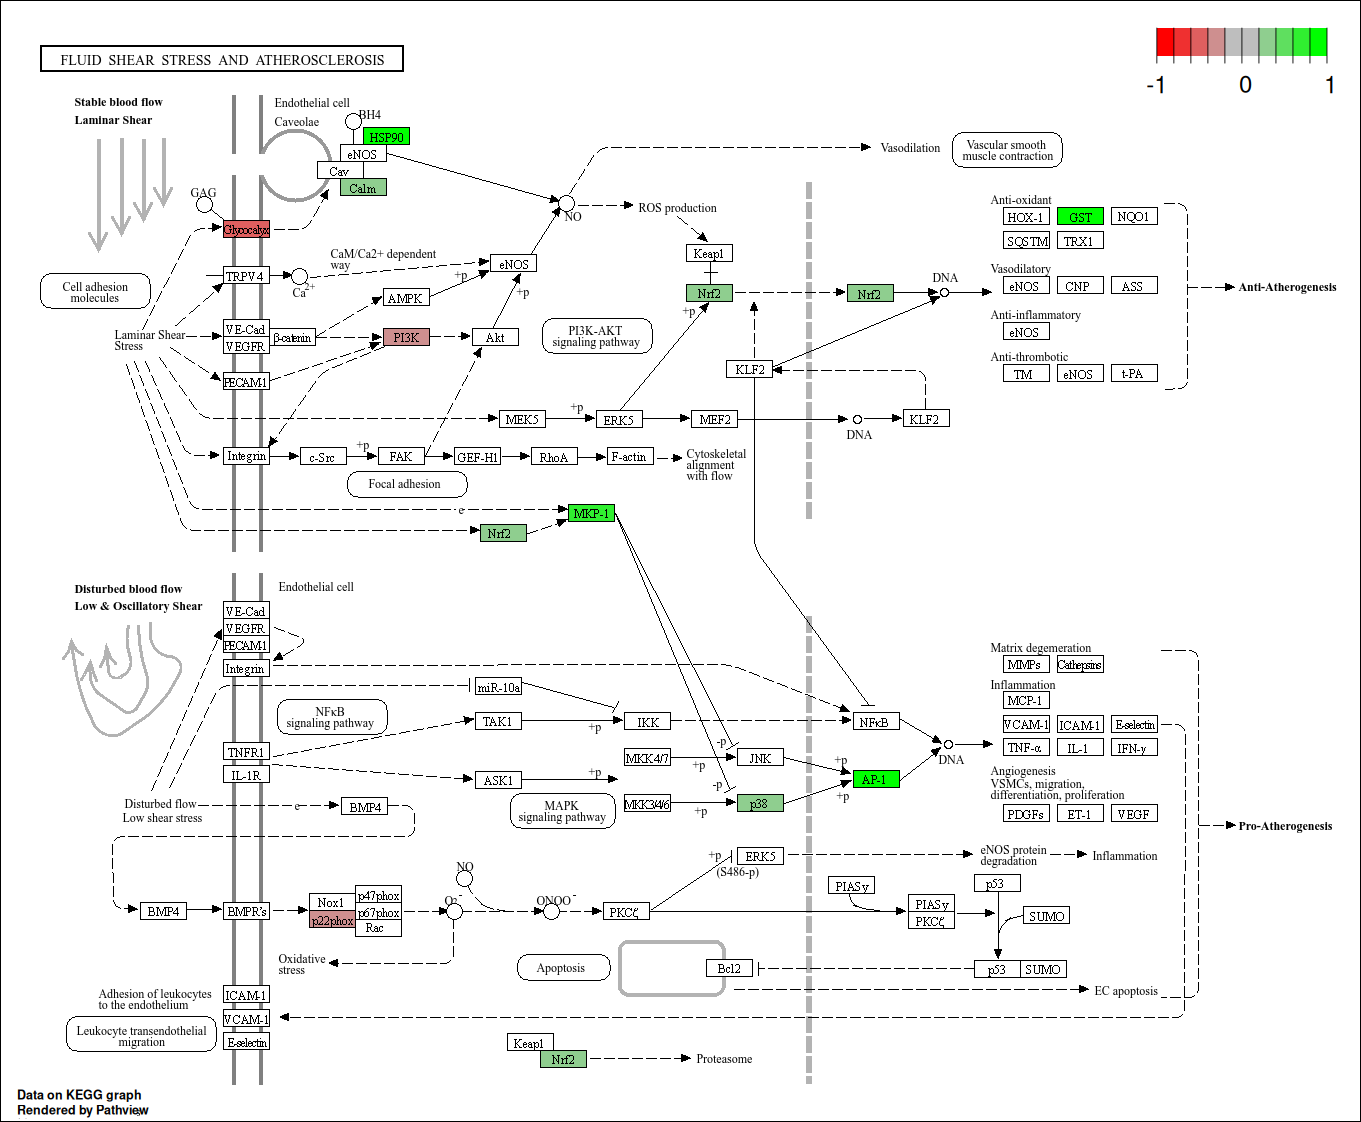 FLUID SHEAR STRESS AND ATHEROSCLEROSIS
-1 0 1
Stable blood flow
Laminar Shear
Endothelial cell
Caveolae
BH4
HSP90
eNOS
Cav
Calm
GAG
Glycocalyx
NO
Vasodilation
Vascular smooth
muscle contraction
ROS production
Keap1
Nrf2
+p
Cell adhesion
molecules
TRPV4
Ca2+
CaM/Ca2+ dependent
way
eNOS
+p
+p
AMPK
Laminar Shear
Stress
VE-Cad
VEGFR
β-catenin
PI3K
Akt
PI3K-AKT
signaling pathway
PECAM-1
Nrf2
DNA
KLF2
MEK5
+p
ERK5
MEF2
DNA
KLF2
Integrin
c-Src
+p
FAK
GEF-H1
RhoA
F-actin
Cytoskeletal
alignment
with flow
Focal adhesion
e
MKP-1
Nrf2
Anti-oxidant
HOX-1
GST
NQO1
SQSTM
TRX1
Vasodilatory
eNOS
CNP
ASS
Anti-inflammatory
eNOS
Anti-thrombotic
TM
eNOS
t-PA
Anti-Atherogenesis
Disturbed blood flow
Low & Oscillatory Shear
Endothelial cell
VE-Cad
VEGFR
PECAM-1
Integrin
miR-10a
NFκB
signaling pathway
TAK1
+p
IKK
NFκB
TNFR1
IL-1R
MKK4/7
+p
-p
JNK
+p
DNA
ASK1
+p
AP-1
+p
MAPK
signaling pathway
MKK3/4/6
+p
-p
p38
Disturbed flow
Low shear stress
e
BMP4
Matrix degemeration
MMPs
Cathepsins
Inflammation
MCP-1
VCAM-1
ICAM-1
E-selectin
TNF-α
IL-1
IFN-γ
Angiogenesis
VSMCs, migration,
differentiation, proliferation
PDGFs
ET-1
VEGF
Pro-Atherogenesis
+p
ERK5
(S486-p)
eNOS protein
degradation
Inflammation
NO
BMP4
BMPR's
Nox1
p22phox
p47phox
p67phox
Rac
O2-
ONOO-
PKCζ
PIASy
PIASy
PKCζ
p53
SUMO
Oxidative
stress
Apoptosis
Bcl2
p53
SUMO
EC apoptosis
Adhesion of leukocytes
to the endothelium
ICAM-1
VCAM-1
E-selectin
Leukocyte transendothelial
migration
Keap1
Nrf2
Proteasome
Data on KEGG graph
Rendered by Pathview